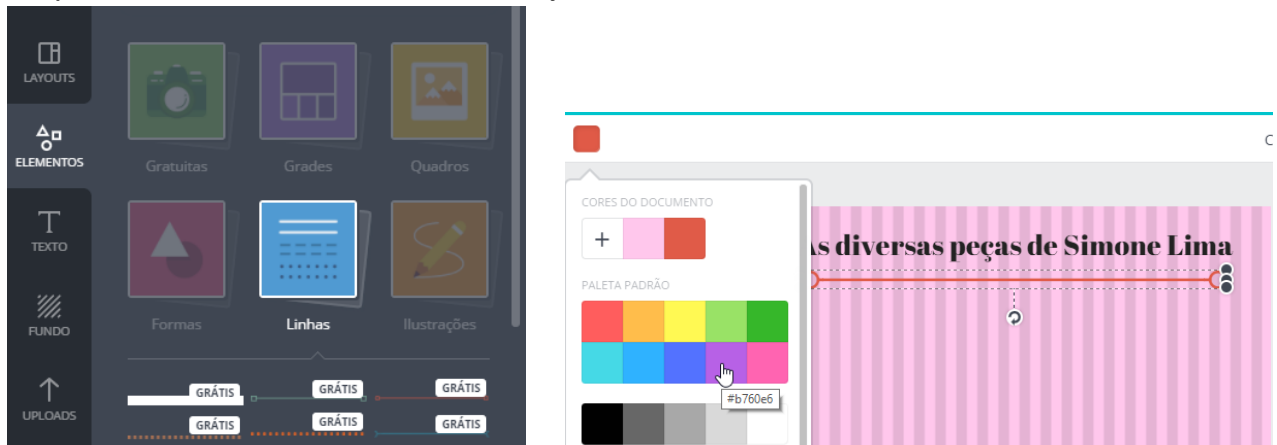 LAYOUTS
ELEMENTOS
TEXTO
FUNDO
UPLOADS
Gratuitas Grades Quadros
Formas Linhas Ilustrações
GRÁTIS GRÁTIS GRÁTIS
GRÁTIS GRÁTIS GRÁTIS
CORES DO DOCUMENTO
+
PALETA PADRÃO
#b760e6
As diversas peças de Simone Lima